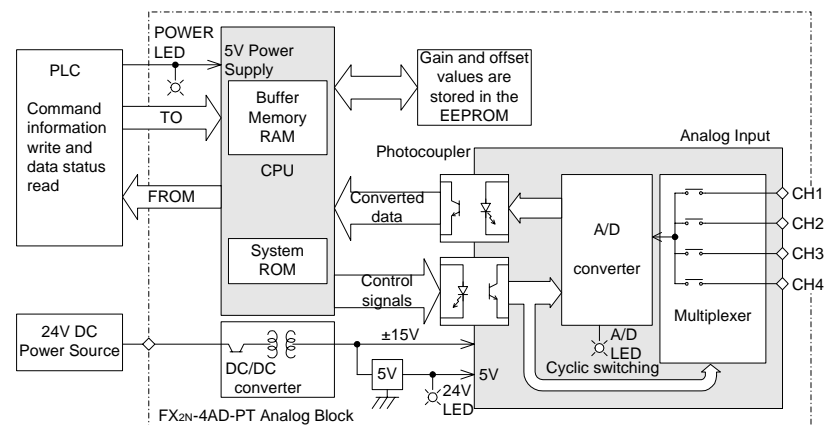 POWER
LED
PLC
Command
information
write and
data status
read
TO
FROM
5V Power
Supply
Buffer
Memory
RAM
CPU
System
ROM
Gain and offset
values are
stored in the
EEPROM
Analog Input
Photocoupler
Converted
data
Control
signals
A/D
converter
Multiplexer
CH1
CH2
CH3
CH4
A/D
LED
Cyclic switching
24V DC
Power Source
DC/DC
converter
±15V
5V
5V
24V
LED
FX2N-4AD-PT Analog Block